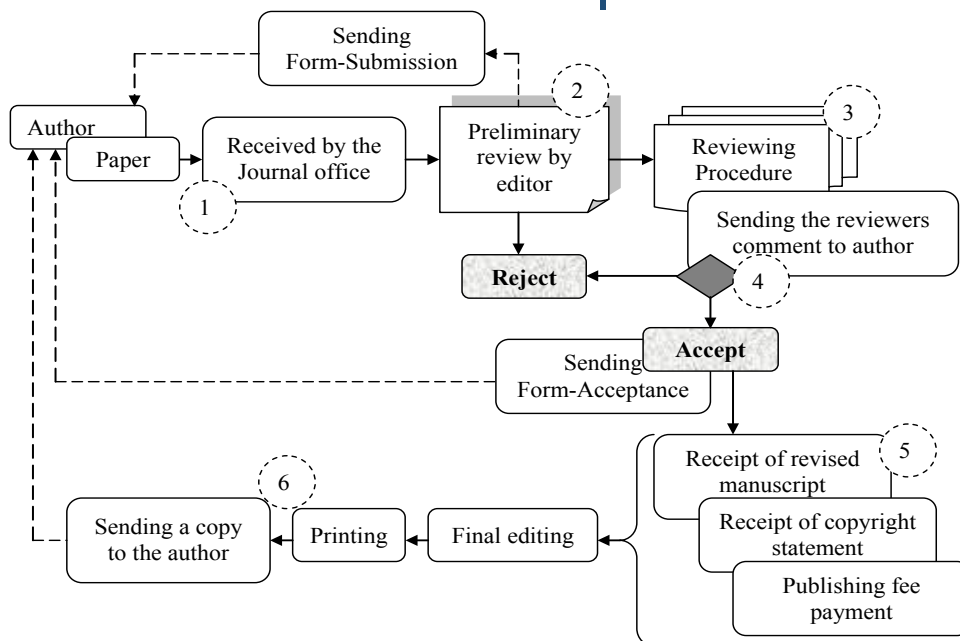 Sending
Form-Submission
2
3
Author
Paper
Received by the
Journal office
1
Preliminary
review by
editor
Reviewing
Procedure
Sending the reviewers
comment to author
Reject
4
Accept
Sending
Form-Acceptance
5
Receipt of revised
manuscript
6
Sending a copy
to the author
Printing
Final editing
Receipt of copyright
statement
Publishing fee
payment